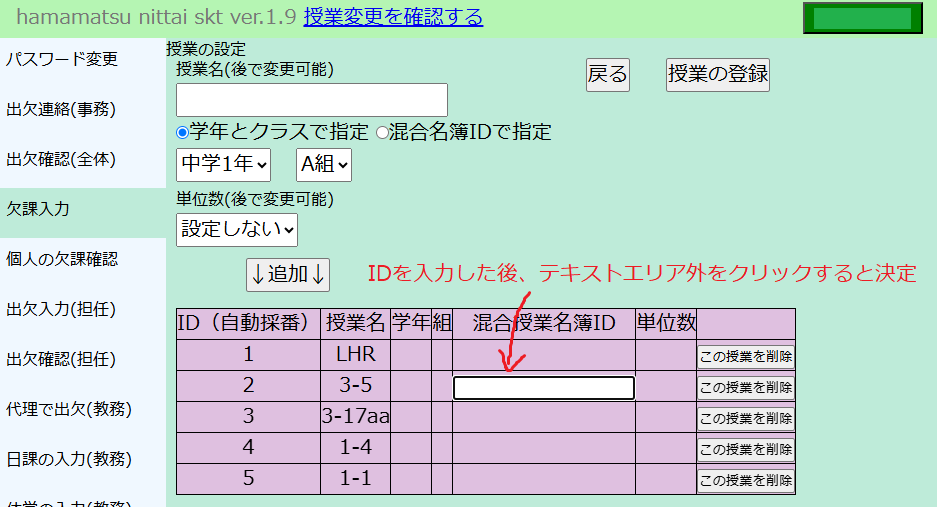 hamamatsu nittai skt ver.1.9 授業変更を確認する
パスワード変更
出欠連絡(事務)
出欠確認(全体)
欠課入力
個人の欠課確認
出欠入力(担任)
出欠確認(担任)
代理で出欠(教務)
日課の入力(教務)
授業の設定
授業名(後で変更可能)
戻る 授業の登録
学年とクラスで指定 混合名簿IDで指定
中学1年 A組
単位数(後で変更可能)
設定しない
↓追加↓
IDを入力した後、テキストエリア外をクリックすると決定
ID（自動採番） 授業名 学年 組 混合授業名簿ID 単位数
1 LHR この授業を削除
2 3-5 この授業を削除
3 3-17aa この授業を削除
4 1-4 この授業を削除
5 1-1 この授業を削除